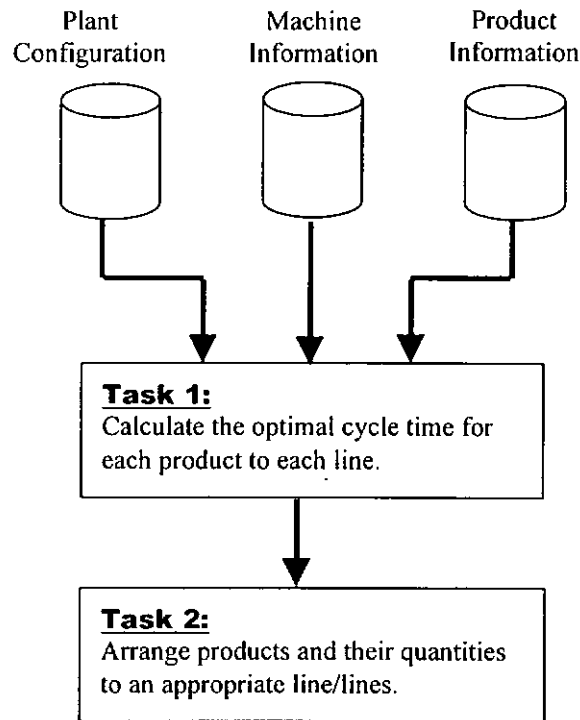 Plant Configuration
Machine Information
Product Information
Task 1:
Calculate the optimal cycle time for
each product to each line.
Task 2:
Arrange products and their quantities
to an appropriate line/lines.